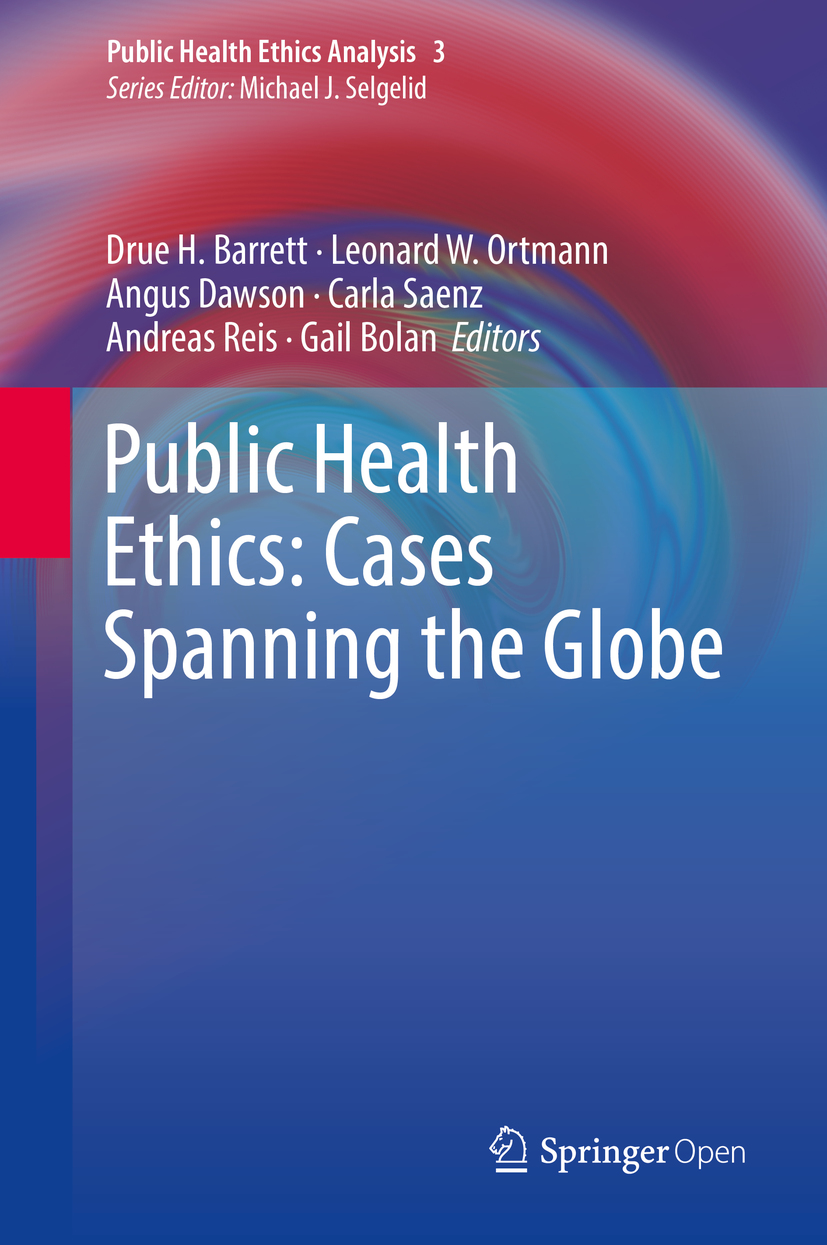 Public Health Ethics Analysis 3
Series Editor: Michael J. Selgelid
Drue H. Barrett · Leonard W. Ortmann
Angus Dawson · Carla Saenz
Andreas Reis · Gail Bolan Editors
Public Health
Ethics: Cases
Spanning the Globe
Springer Open